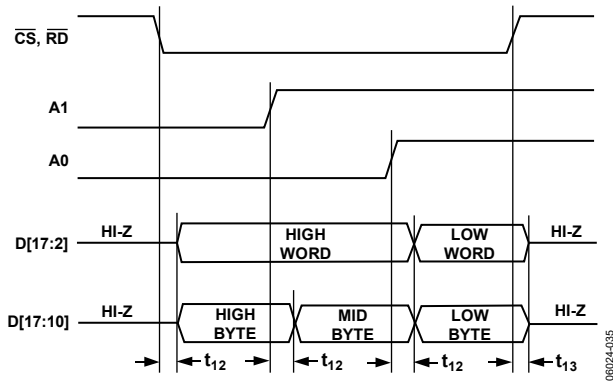 CS, RD
A1
A0
D[17:2] HI-Z HIGH WORD LOW WORD HI-Z
D[17:10] HI-Z HIGH BYTE MID BYTE LOW BYTE HI-Z
t12 t12 t12 t13
06024-035